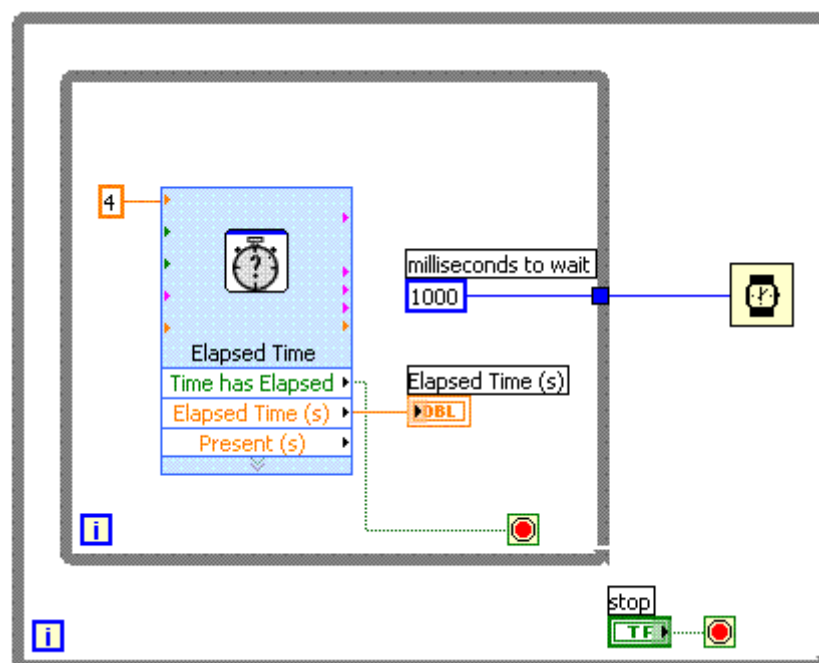 4
milliseconds to wait
1000
?
Elapsed Time
Time has Elapsed
Elapsed Time (s)
Elapsed Time (s)
DBL
Present (s)
i
stop
TF
i